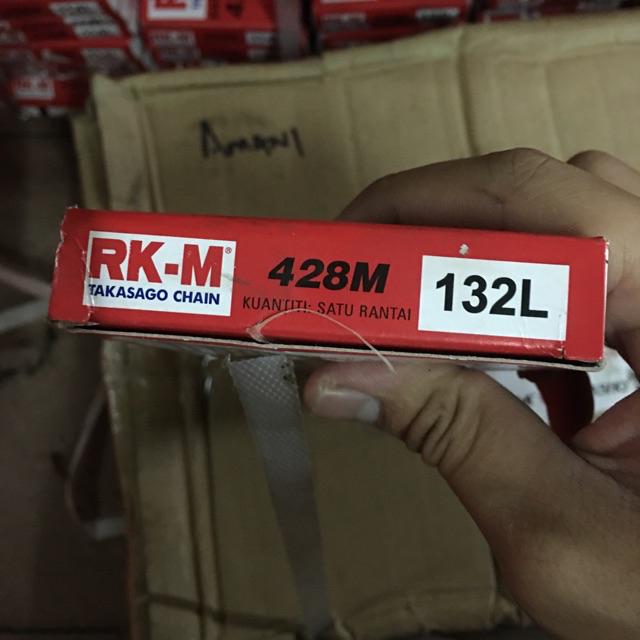 RK-M®
TAKASAGO CHAIN
428M
KUANTITI: SATU RANTAI
132L